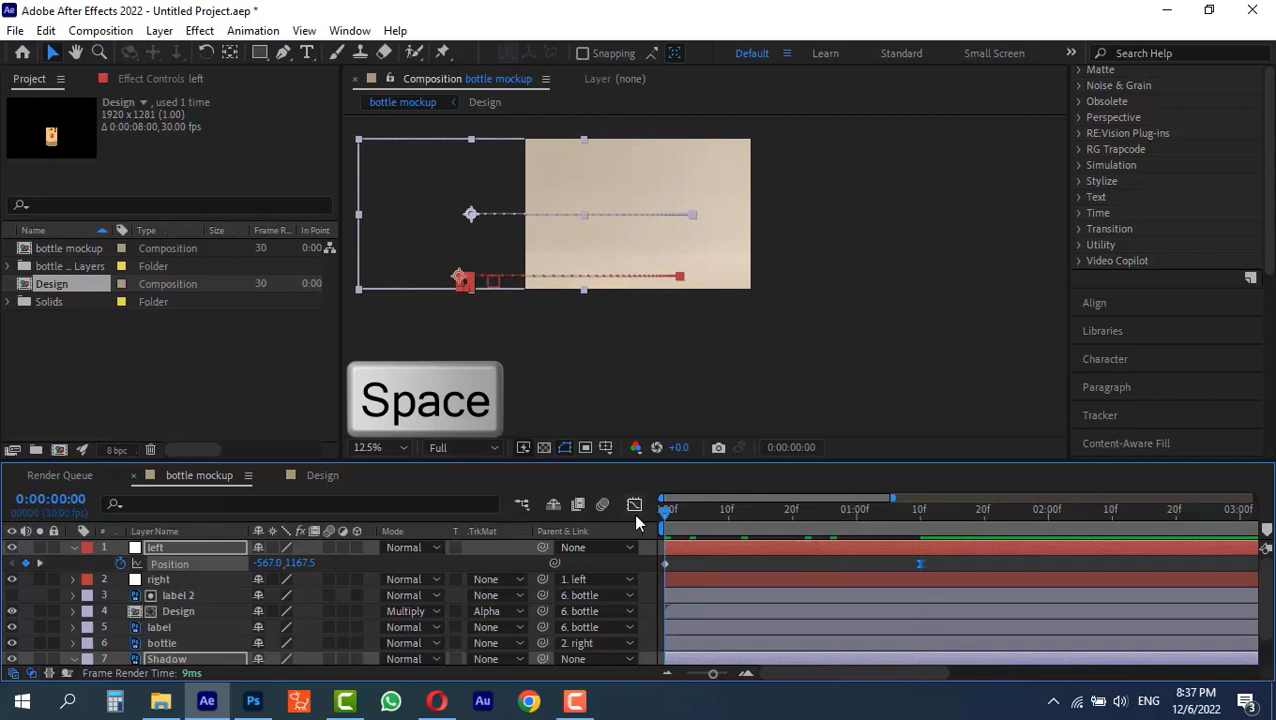 Adobe After Effects 2022 - Untitled Project.aep *
File Edit Composition Layer Effect Animation View Window Help
Snapping
Default Learn Standard Small Screen Search Help
Project Effect Controls left
Composition bottle mockup Layer (none)
bottle mockup Design
Design , used 1 time
1920 x1281 (1.00)
Δ 0:00:08:00, 30.00 fps
Name Type Size Frame R... In Point
bottle mockup Composition 30 0:00
bottle _ Layers Folder
Design Composition 30 0:00
Solids Folder
8 bpc
Matte
Noise & Grain
Obsolete
Perspective
RE:Vision Plug-ins
RG Trapcode
Simulation
Stylize
Text
Time
Transition
Utility
Video Copilot
Align
Libraries
Character
Paragraph
Tracker
Content-Aware Fill
Space
12.5% Full +0.0 0:00:00:00
Render Queue bottle mockup Design
0:00:00:00
00000 (30.00 fps)
:00f 10f 20f 01:00f 10f 20f 02:00f 10f 20f 03:00f
# Layer Name Mode T .TrkMat Parent & Link
1 left Normal None
Position -567.0,1167.5
2 right Normal None 1. left
3 label 2 Normal None 6. bottle
4 Design Multiply Alpha 6. bottle
5 label Normal None 6. bottle
6 bottle Normal None 2. right
7 Shadow Normal None None
Frame Render Time: 9ms
ENG
8:37 PM
12/6/2022
3